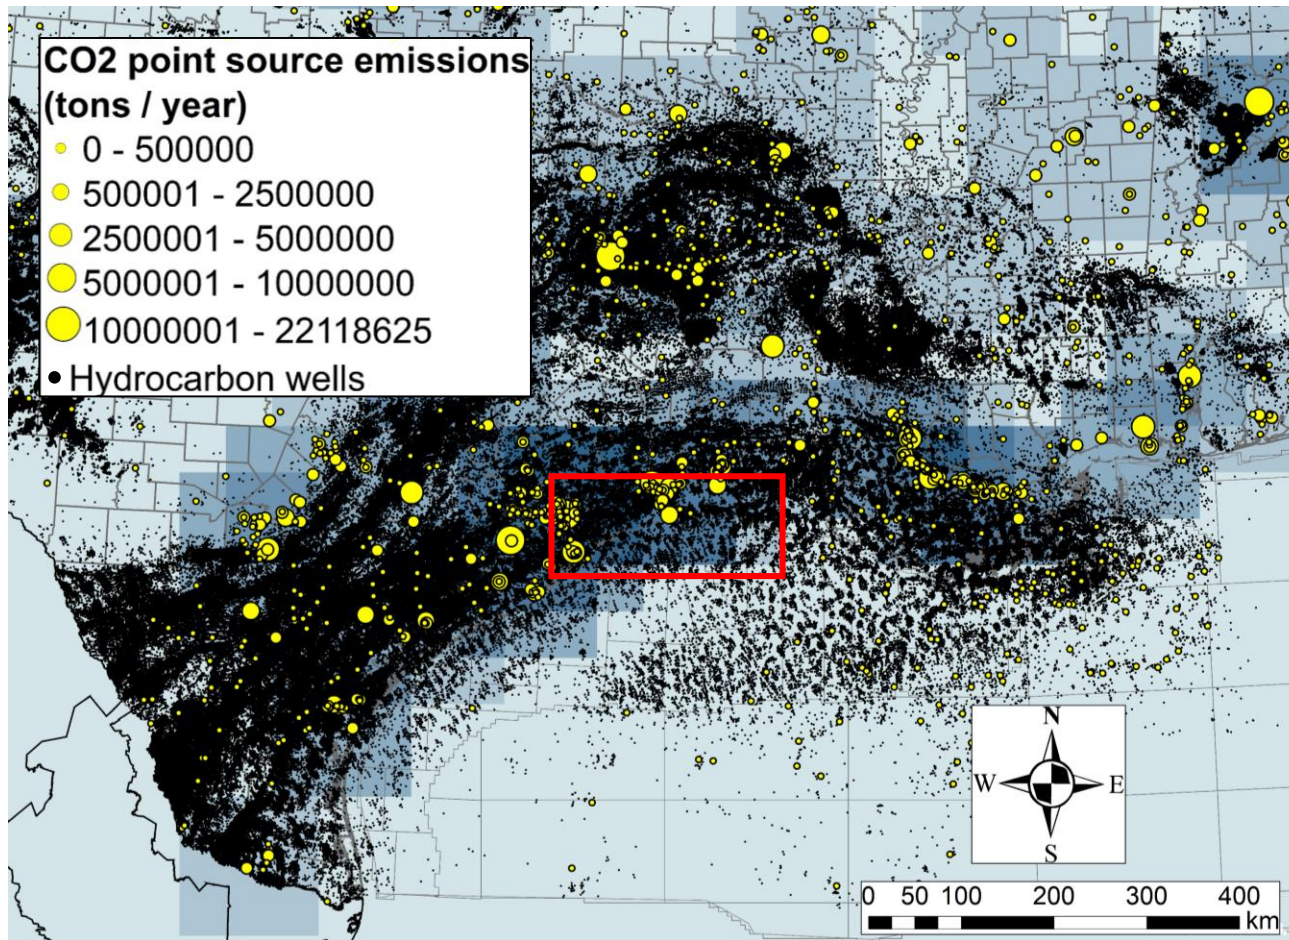 CO2 point source emissions
(tons / year)
0 - 500000
500001 - 2500000
2500001 - 5000000
5000001 - 10000000
10000001 - 22118625
Hydrocarbon wells
N
W E
S
0 50 100 200 300 400
km